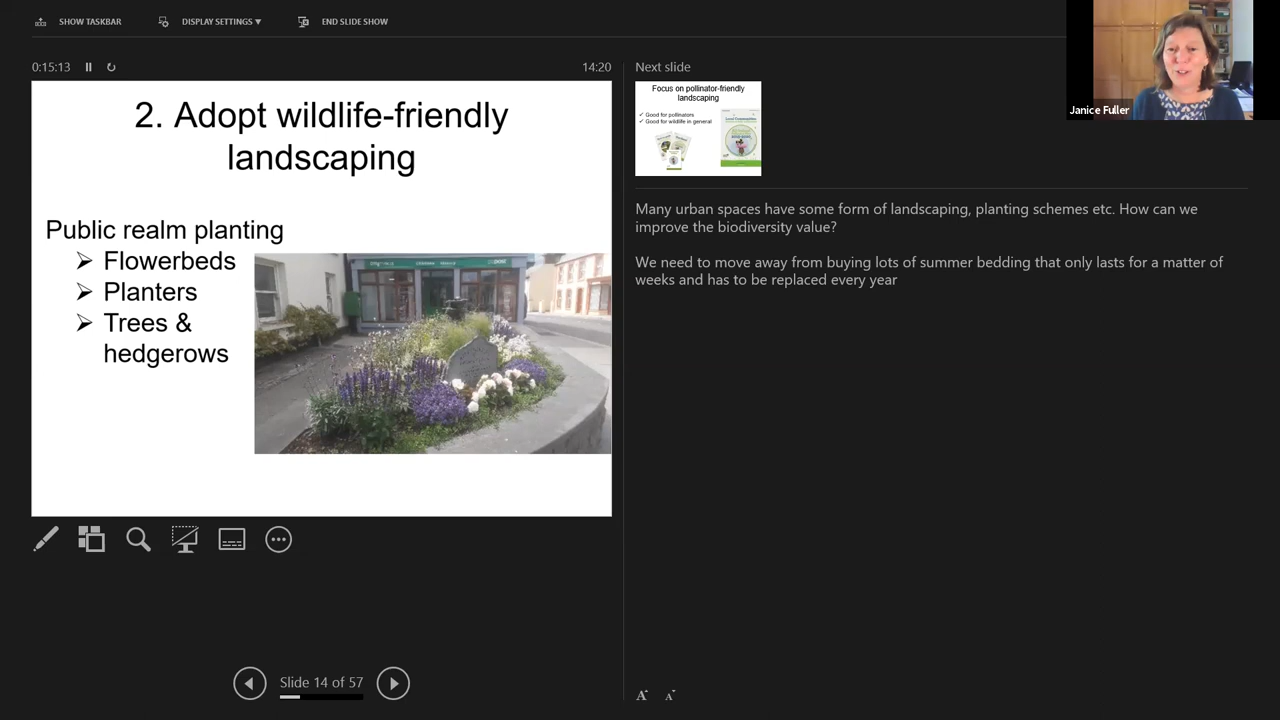 SHOW TASKBAR
DISPLAY SETTINGS ▼
END SLIDE SHOW
Janice Fuller
0:15:13
14:20
2. Adopt wildlife-friendly
landscaping
Public realm planting
➢ Flowerbeds
➢ Planters
➢ Trees &
hedgerows
Next slide
Focus on pollinator-friendly
landscaping
✓ Good for pollinators
✓ Good for wildlife in general
Local Communities
Many urban spaces have some form of landscaping, planting schemes etc. How can we
improve the biodiversity value?
We need to move away from buying lots of summer bedding that only lasts for a matter of
weeks and has to be replaced every year
Slide 14 of 57
A A